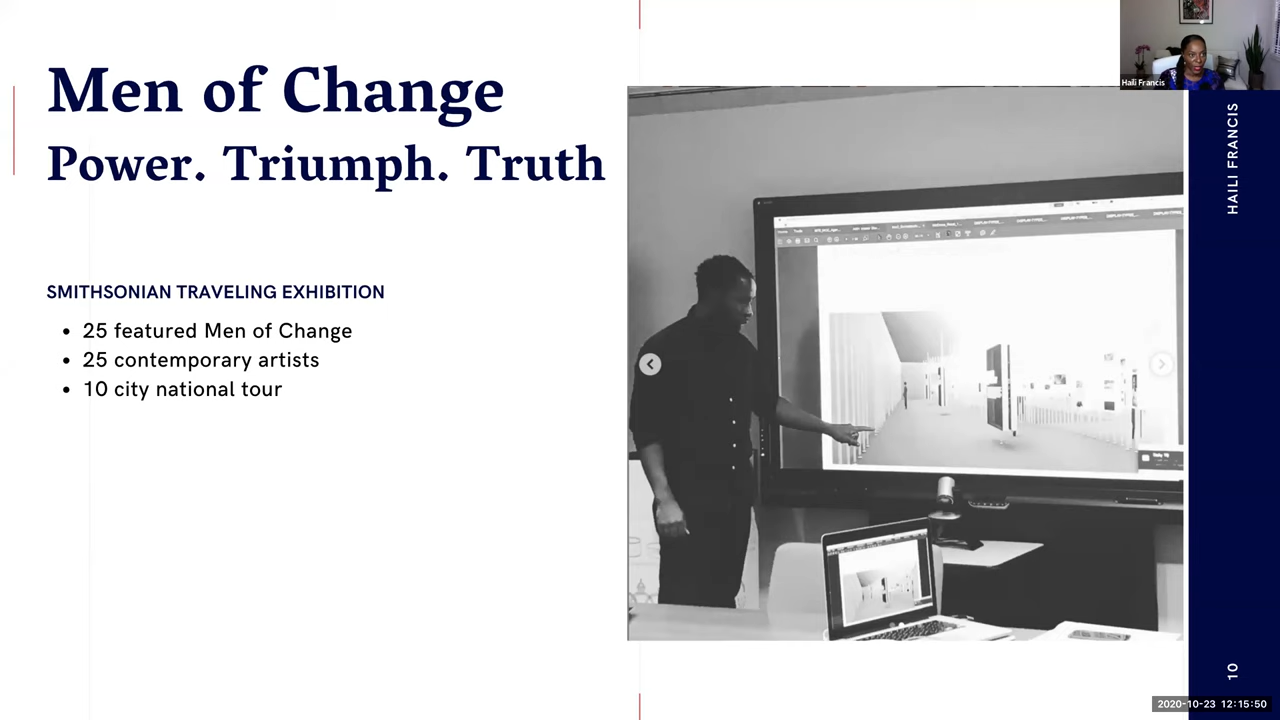 Men of Change
Power. Triumph. Truth
SMITHSONIAN TRAVELING EXHIBITION
• 25 featured Men of Change
• 25 contemporary artists
• 10 city national tour
Haili Francis
HAILI FRANCIS
10
2020-10-23 12:15:50